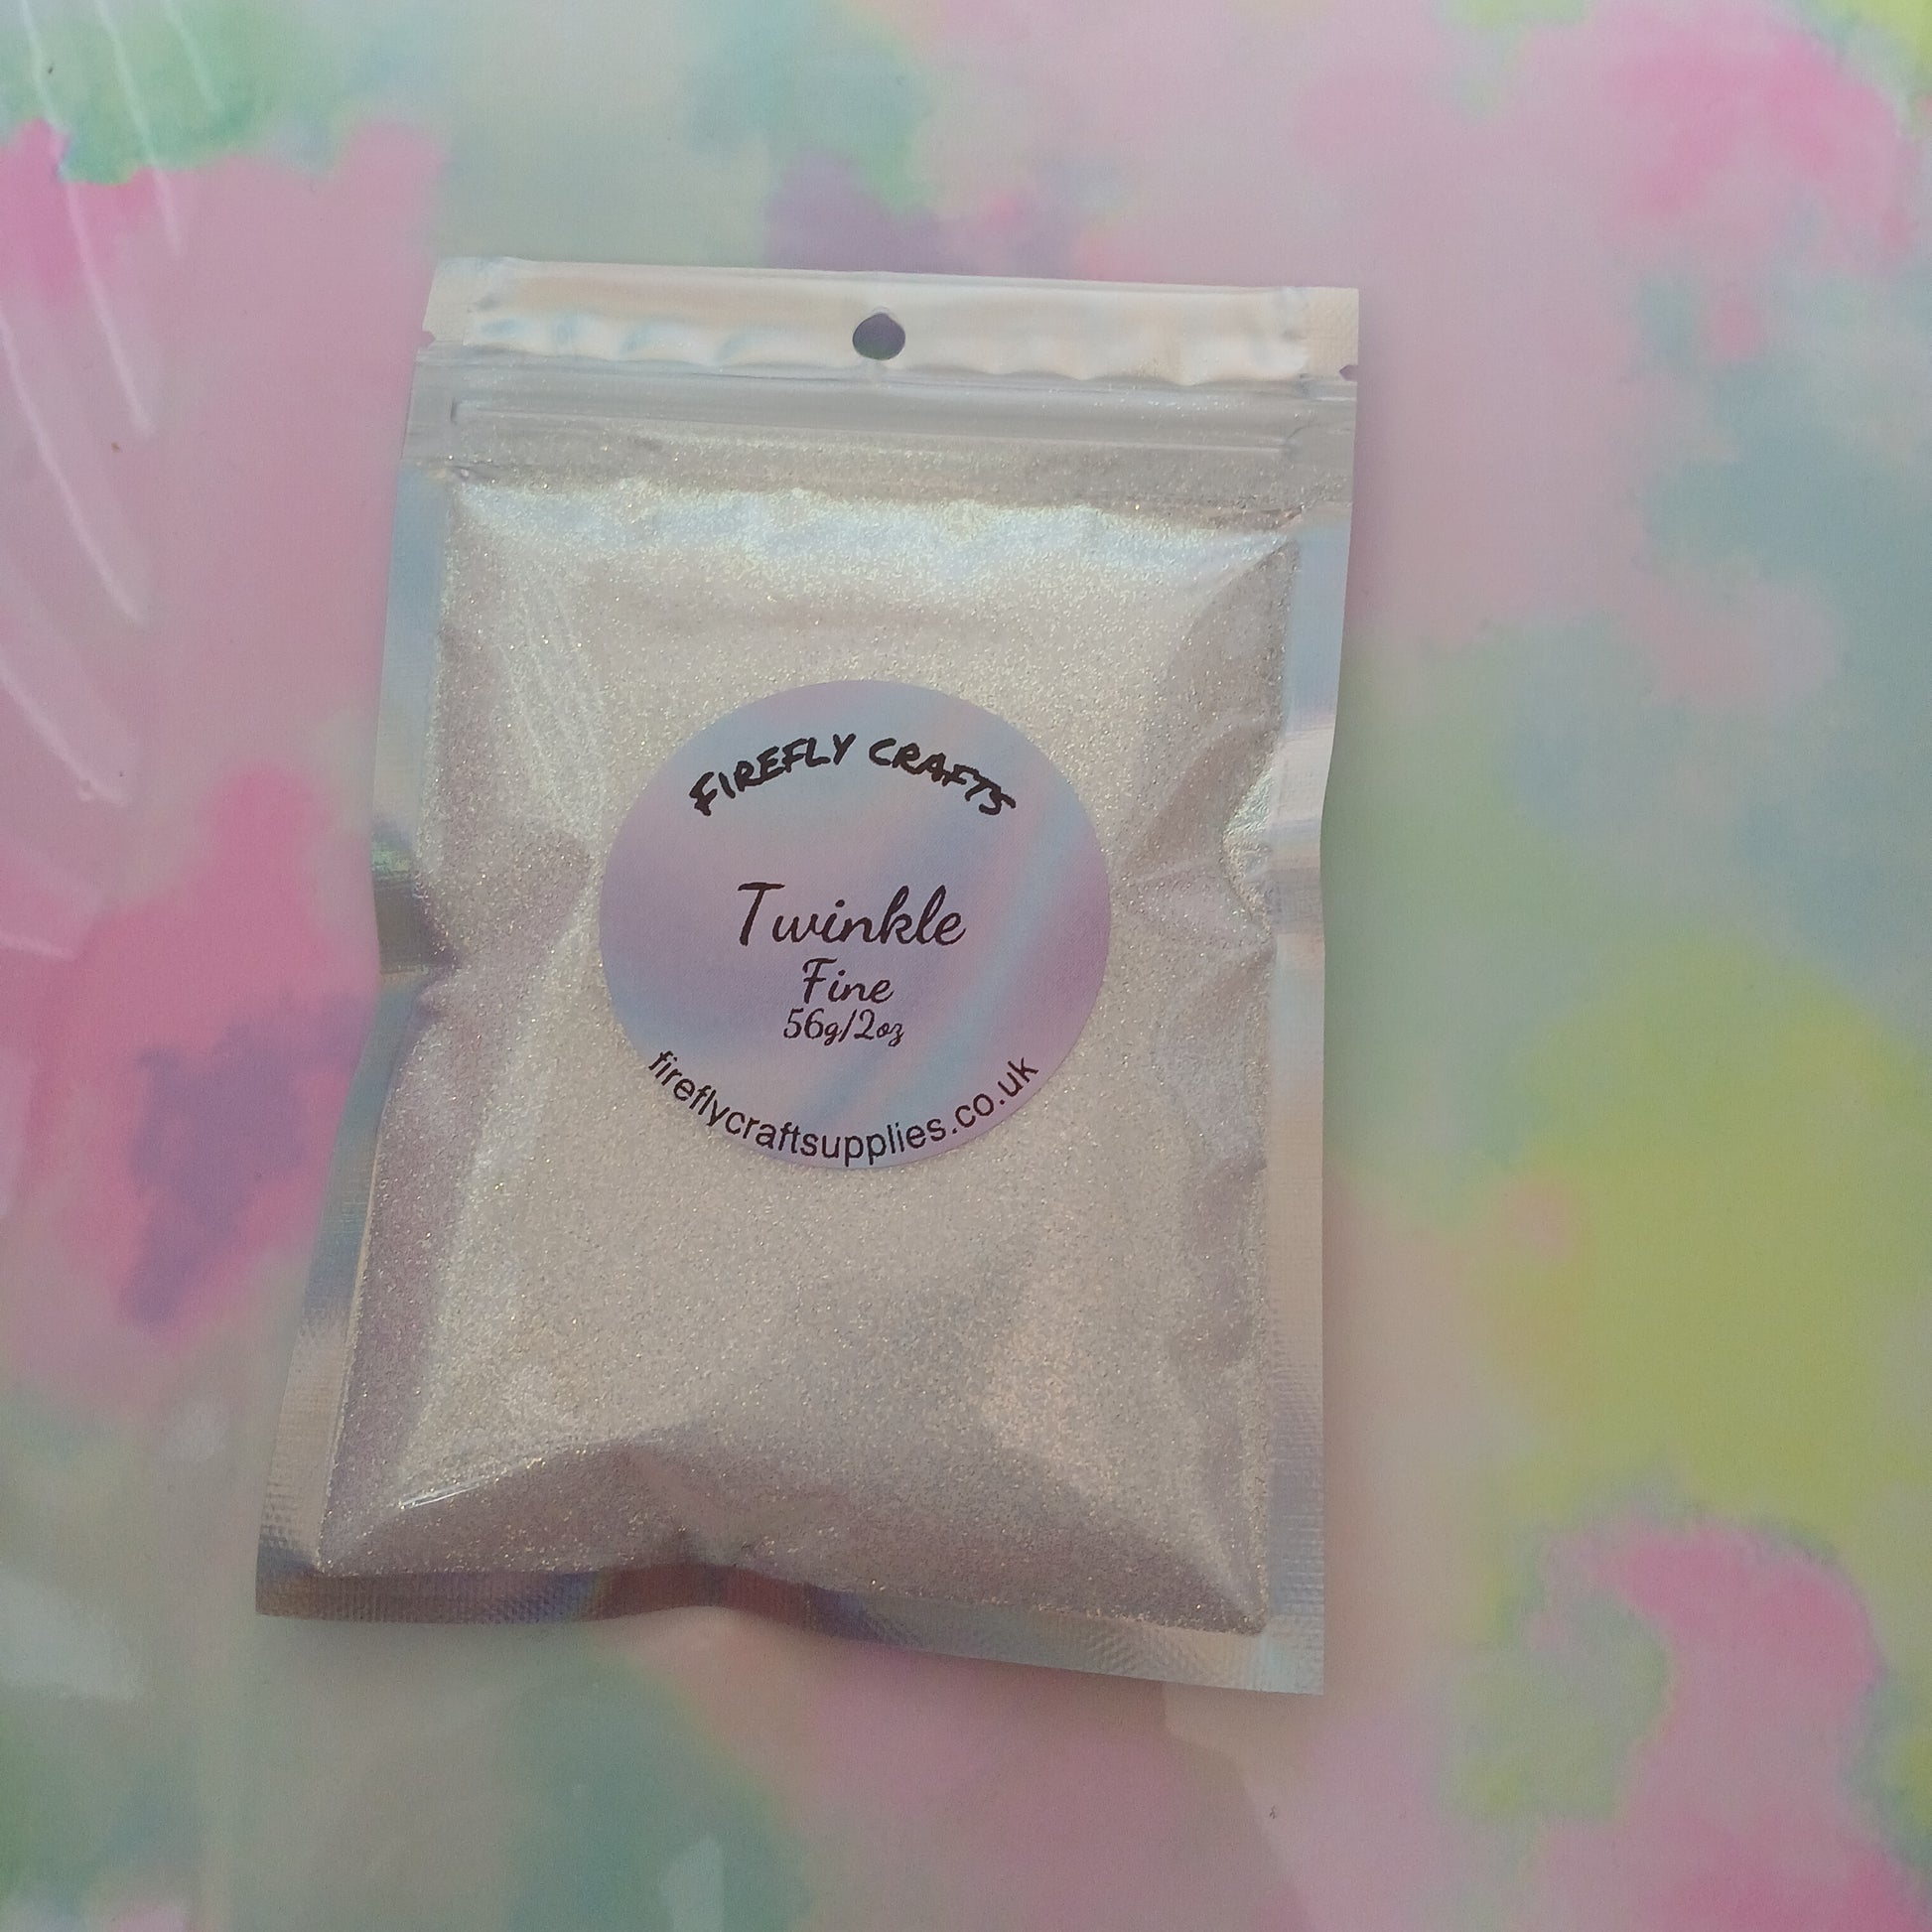 FIREFLY CRAFTS
Twinkle
Fine
56g/2oz
fireflycraftsupplies.co.uk